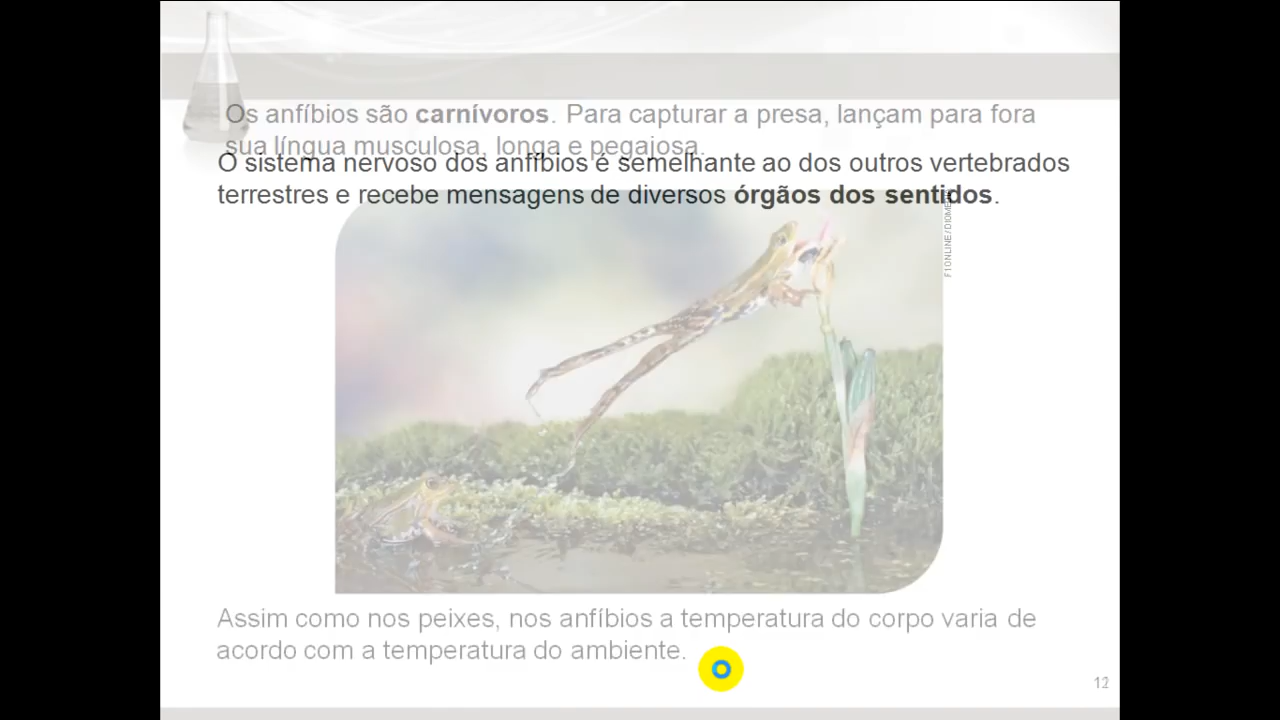 Os anfíbios são carnívoros. Para capturar a presa, lançam para fora
sua língua musculosa, longa e pegajosa.
O sistema nervoso dos anfíbios é semelhante ao dos outros vertebrados
terrestres e recebe mensagens de diversos órgãos dos sentidos.
Assim como nos peixes, nos anfíbios a temperatura do corpo varia de
acordo com a temperatura do ambiente.